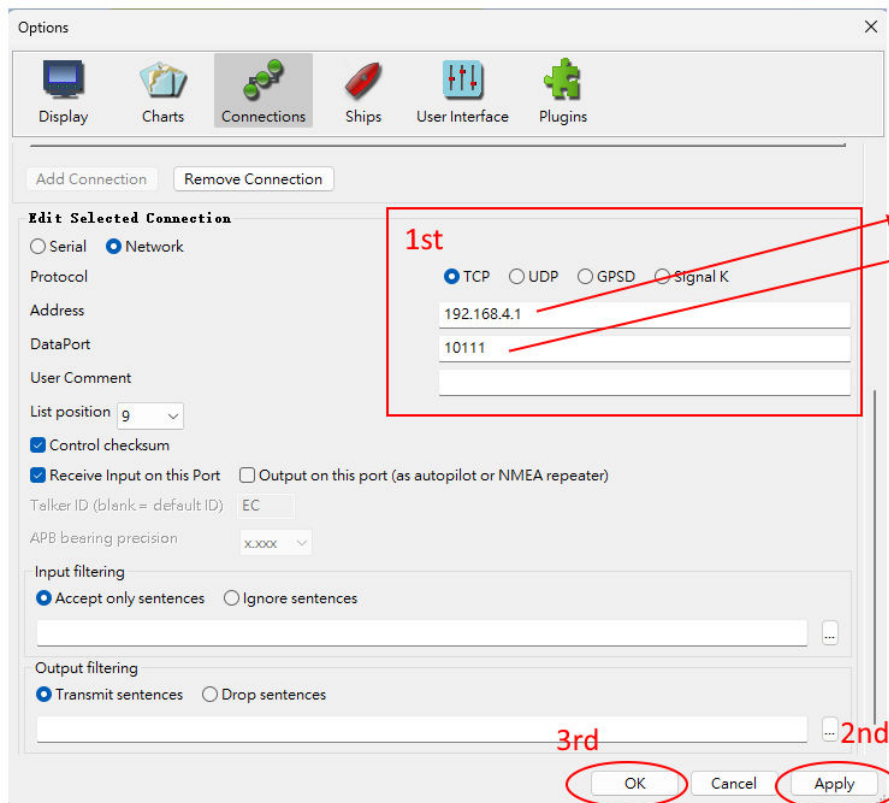 Options
Display Charts Connections Ships User Interface Plugins
Add Connection Remove Connection
Edit Selected Connection
1st
Serial Network
Protocol TCP UDP GPSD Signal K
Address 192.168.4.1
DataPort 10111
User Comment
List position 9
Control checksum
Receive Input on this Port Output on this port (as autopilot or NMEA repeater)
Talker ID (blank = default ID) EC
APB bearing precision x.xxx
Input filtering
Accept only sentences Ignore sentences
...
Output filtering
Transmit sentences Drop sentences
...
2nd
3rd
OK Cancel Apply